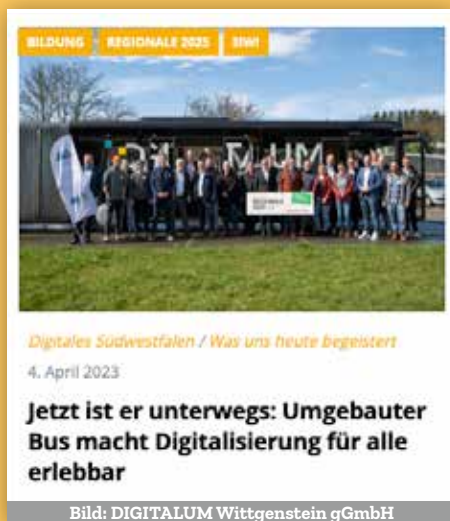 BILDUNG REGIONALE 2025 SIWI
REGIONALE
Digitales Südwestfalen / Was uns heute begeistert
4. April 2023
Jetzt ist er unterwegs: Umgebauter
Bus macht Digitalisierung für alle
erlebbar
Bild: DIGITALUM Wittgenstein gGmbH